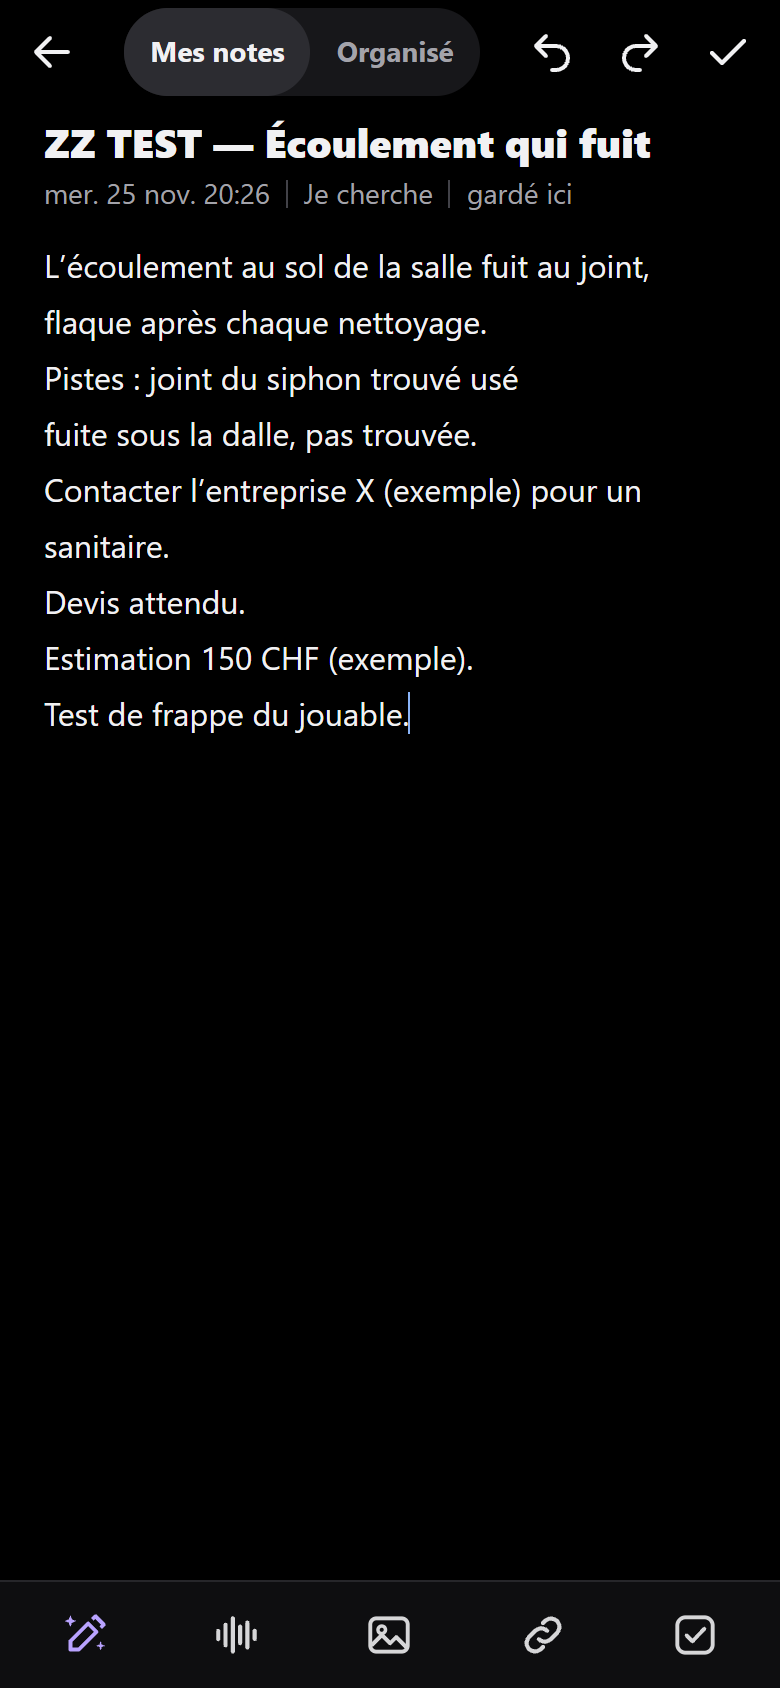 Mes notes Organisé
ZZ TEST — Écoulement qui fuit
mer. 25 nov. 20:26 | Je cherche | gardé ici
L’écoulement au sol de la salle fuit au joint,
flaque après chaque nettoyage.
Pistes : joint du siphon trouvé usé
fuite sous la dalle, pas trouvée.
Contacter l’entreprise X (exemple) pour un
sanitaire.
Devis attendu.
Estimation 150 CHF (exemple).
Test de frappe du jouable.